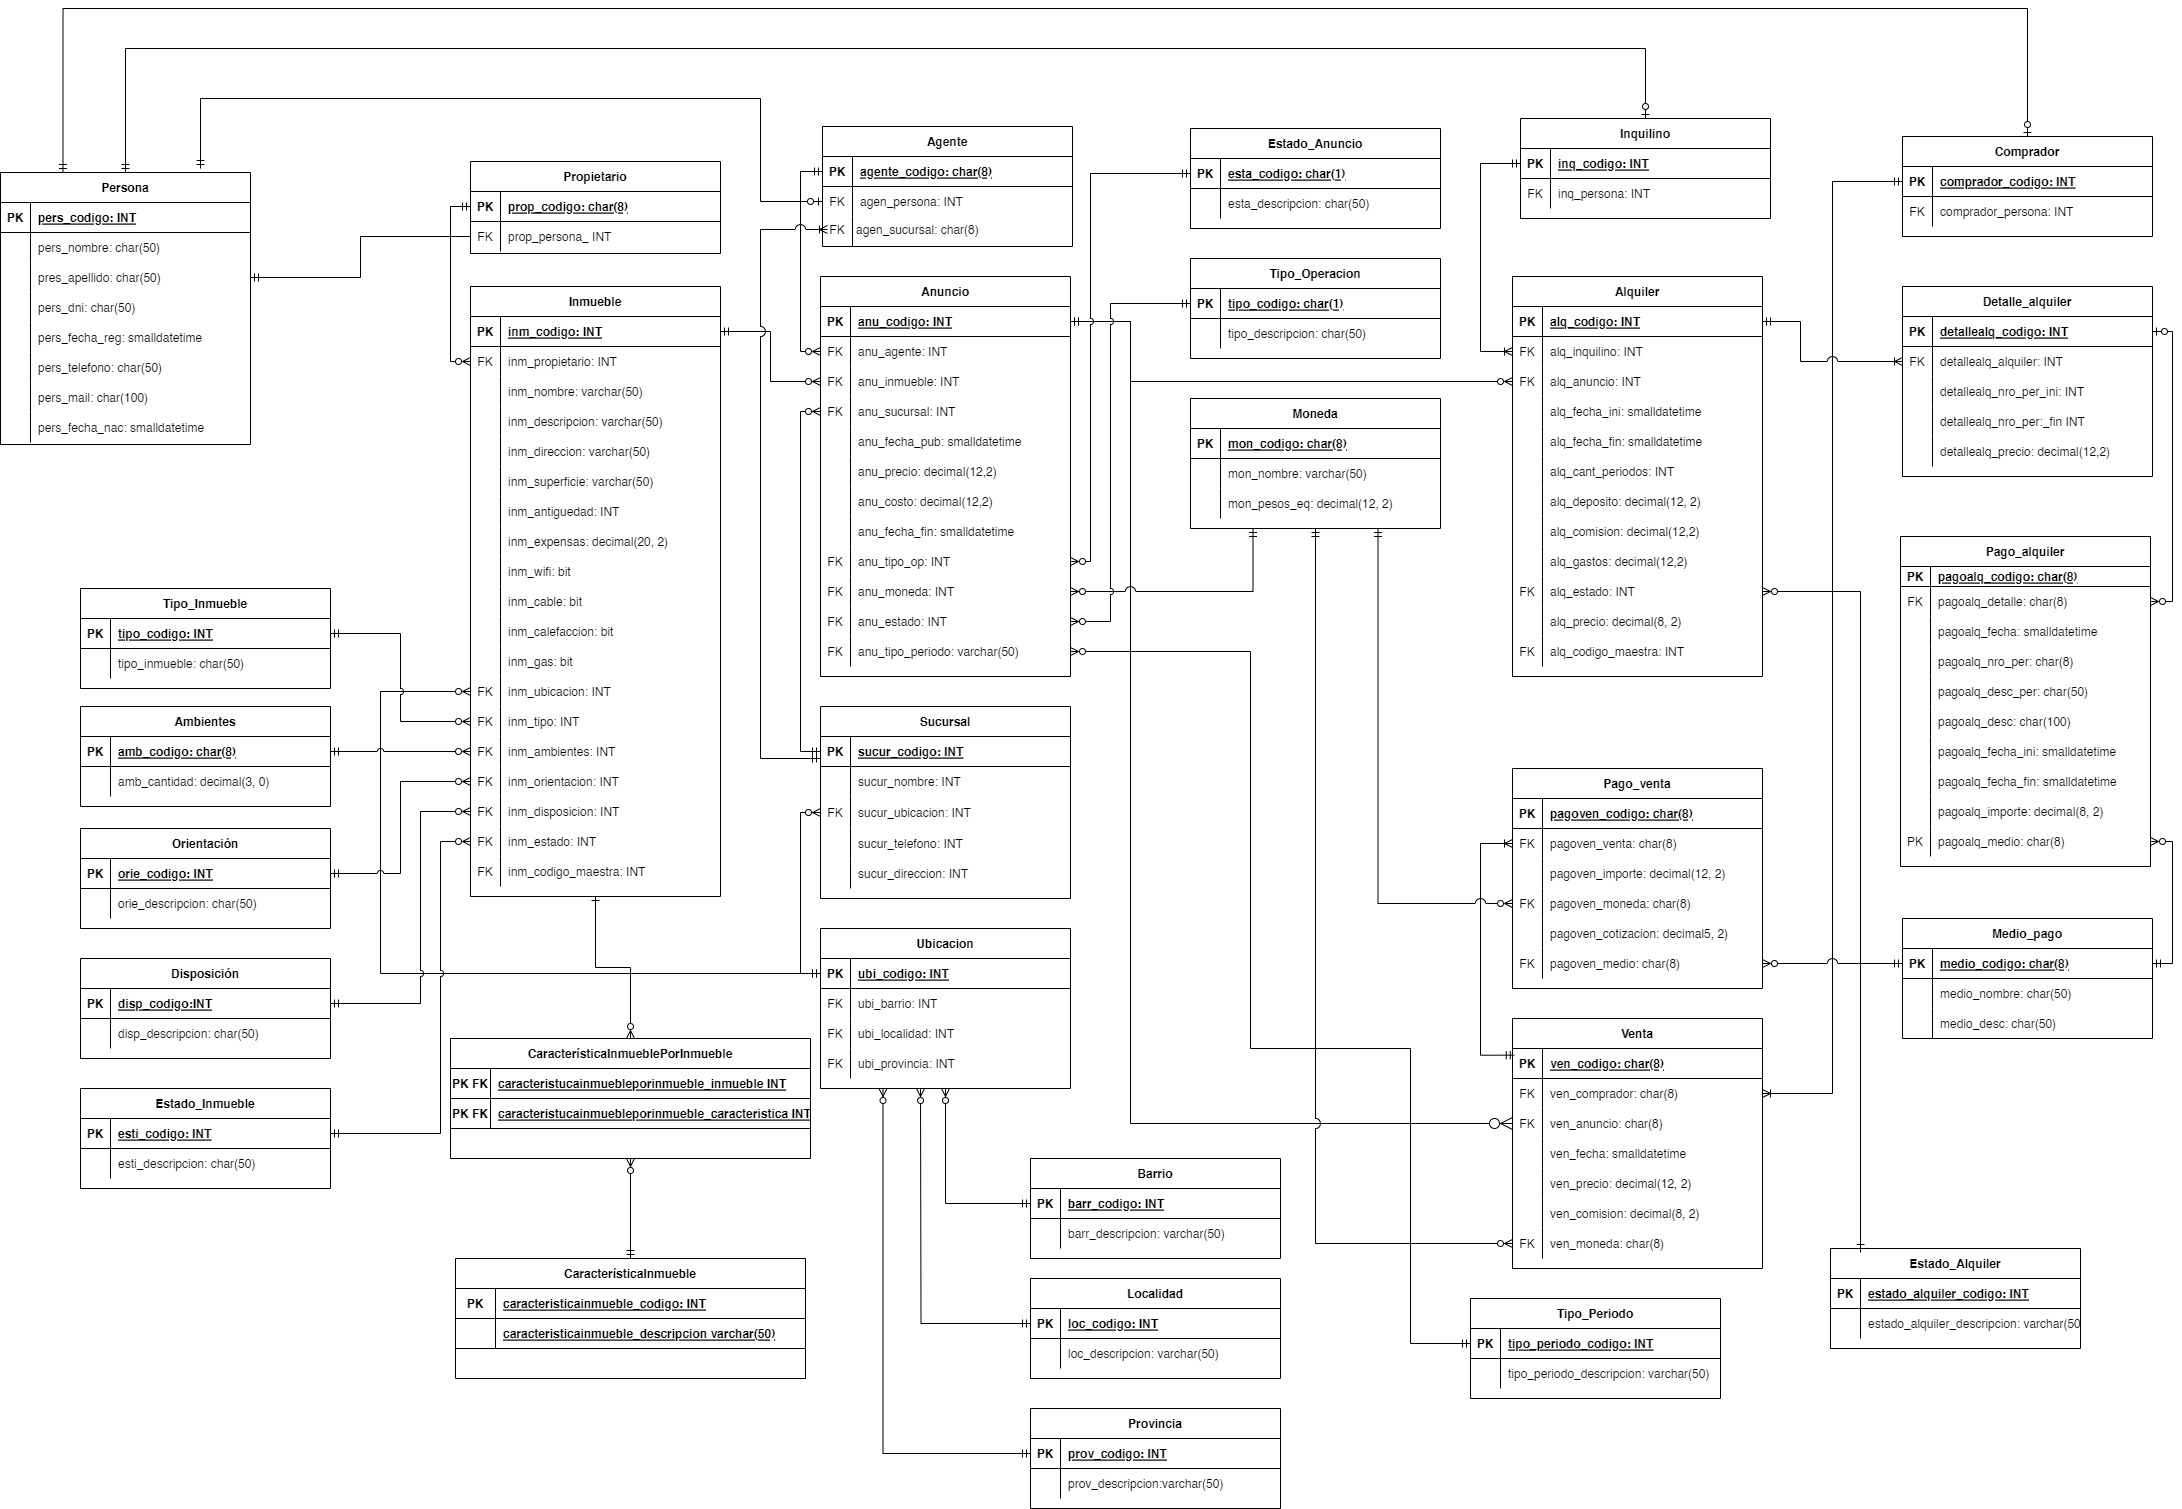 Persona
PK pers_codigo: INT
pers_nombre: char(50)
pres_apellido: char(50)
pers_dni: char(50)
pers_fecha_reg: smalldatetime
pers_telefono: char(50)
pers_mail: char(100)
pers_fecha_nac: smalldatetime
Propietario
PK prop_codigo: char(8)
FK prop_persona_ INT
Agente
PK agente_codigo: char(8)
FK agen_persona: INT
FK agen_sucursal: char(8)
Estado_Anuncio
PK esta_codigo: char(1)
esta_descripcion: char(50)
Inquilino
PK inq_codigo: INT
FK inq_persona: INT
Comprador
PK comprador_codigo: INT
FK comprador_persona: INT
Inmueble
PK inm_codigo: INT
FK inm_propietario: INT
inm_nombre: varchar(50)
inm_descripcion: varchar(50)
inm_direccion: varchar(50)
inm_superficie: varchar(50)
inm_antiguedad: INT
inm_expensas: decimal(20, 2)
inm_wifi: bit
inm_cable: bit
inm_calefaccion: bit
inm_gas: bit
FK inm_ubicacion: INT
FK inm_tipo: INT
FK inm_ambientes: INT
FK inm_orientacion: INT
FK inm_disposicion: INT
FK inm_estado: INT
FK inm_codigo_maestra: INT
Anuncio
PK anu_codigo: INT
FK anu_agente: INT
FK anu_inmueble: INT
FK anu_sucursal: INT
anu_fecha_pub: smalldatetime
anu_precio: decimal(12,2)
anu_costo: decimal(12,2)
anu_fecha_fin: smalldatetime
FK anu_tipo_op: INT
FK anu_moneda: INT
FK anu_estado: INT
FK anu_tipo_periodo: varchar(50)
Tipo_Operacion
PK tipo_codigo: char(1)
tipo_descripcion: char(50)
Moneda
PK mon_codigo: char(8)
mon_nombre: varchar(50)
mon_pesos_eq: decimal(12, 2)
Alquiler
PK alq_codigo: INT
FK alq_inquilino: INT
FK alq_anuncio: INT
alq_fecha_ini: smalldatetime
alq_fecha_fin: smalldatetime
alq_cant_periodos: INT
alq_deposito: decimal(12, 2)
alq_comision: decimal(12,2)
alq_gastos: decimal(12,2)
FK alq_estado: INT
alq_precio: decimal(8, 2)
FK alq_codigo_maestra: INT
Detalle_alquiler
PK detallealq_codigo: INT
FK detallealq_alquiler: INT
detallealq_nro_per_ini: INT
detallealq_nro_per:_fin INT
detallealq_precio: decimal(12,2)
Pago_alquiler
PK pagoalq_codigo: char(8)
FK pagoalq_detalle: char(8)
pagoalq_fecha: smalldatetime
pagoalq_nro_per: char(8)
pagoalq_desc_per: char(50)
pagoalq_desc: char(100)
pagoalq_fecha_ini: smalldatetime
pagoalq_fecha_fin: smalldatetime
pagoalq_importe: decimal(8, 2)
PK pagoalq_medio: char(8)
Tipo_Inmueble
PK tipo_codigo: INT
tipo_inmueble: char(50)
Ambientes
PK amb_codigo: char(8)
amb_cantidad: decimal(3, 0)
Orientación
PK orie_codigo: INT
orie_descripcion: char(50)
Disposición
PK disp_codigo:INT
disp_descripcion: char(50)
Estado_Inmueble
PK esti_codigo: INT
esti_descripcion: char(50)
Sucursal
PK sucur_codigo: INT
sucur_nombre: INT
FK sucur_ubicacion: INT
sucur_telefono: INT
sucur_direccion: INT
Ubicacion
PK ubi_codigo: INT
FK ubi_barrio: INT
FK ubi_localidad: INT
FK ubi_provincia: INT
Pago_venta
PK pagoven_codigo: char(8)
FK pagoven_venta: char(8)
pagoven_importe: decimal(12, 2)
FK pagoven_moneda: char(8)
pagoven_cotizacion: decimal5, 2)
FK pagoven_medio: char(8)
Medio_pago
PK medio_codigo: char(8)
medio_nombre: char(50)
medio_desc: char(50)
Venta
PK ven_codigo: char(8)
FK ven_comprador: char(8)
FK ven_anuncio: char(8)
ven_fecha: smalldatetime
ven_precio: decimal(12, 2)
ven_comision: decimal(8, 2)
FK ven_moneda: char(8)
CaracterísticaInmueblePorInmueble
PK FK caracteristucainmuebleporinmueble_inmueble INT
PK FK caracteristucainmuebleporinmueble_caracteristica INT
CaracterísticaInmueble
PK caracteristicainmueble_codigo: INT
caracteristicainmueble_descripcion varchar(50)
Barrio
PK barr_codigo: INT
barr_descripcion: varchar(50)
Localidad
PK loc_codigo: INT
loc_descripcion: varchar(50)
Provincia
PK prov_codigo: INT
prov_descripcion:varchar(50)
Tipo_Periodo
PK tipo_periodo_codigo: INT
tipo_periodo_descripcion: varchar(50)
Estado_Alquiler
PK estado_alquiler_codigo: INT
estado_alquiler_descripcion: varchar(50